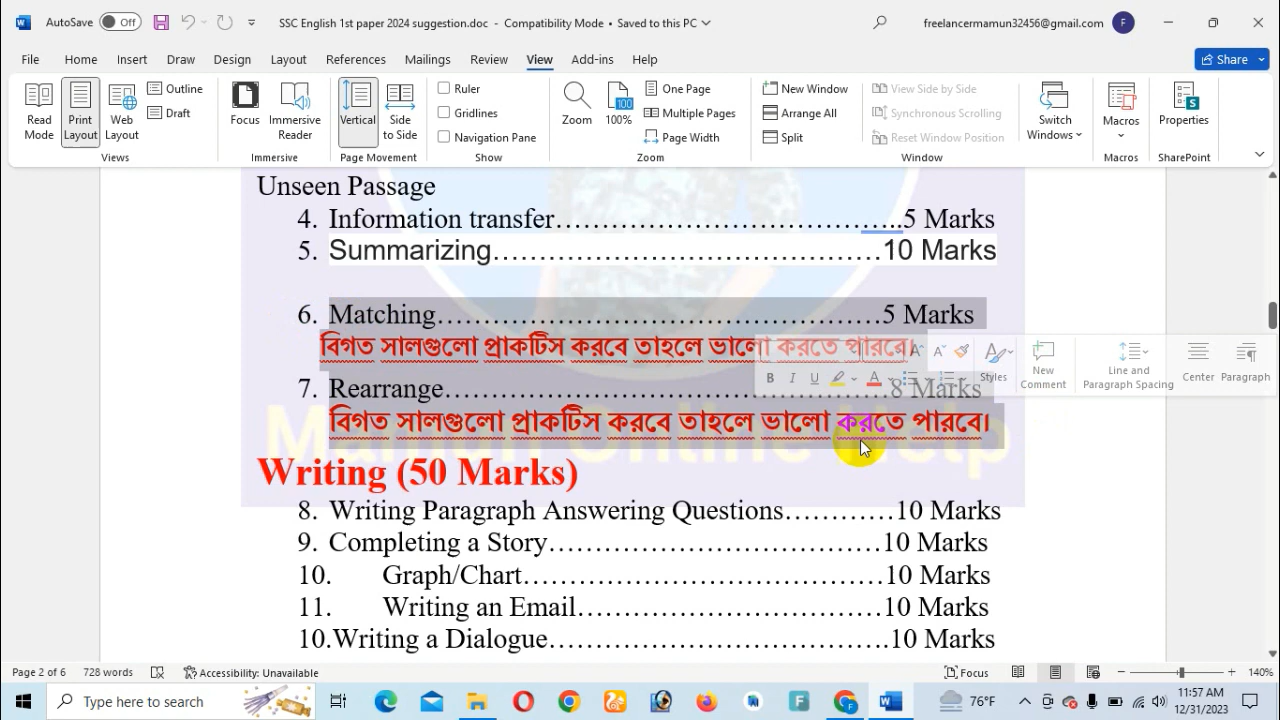 AutoSave Off SSC English 1st paper 2024 suggestion.doc - Compatibility Mode • Saved to this PC freelancermamun32456@gmail.com F
File Home Insert Draw Design Layout References Mailings Review View Add-ins Help Share
Read Mode Print Layout Web Layout Outline Draft Focus Immersive Reader Vertical Side to Side Ruler Gridlines Navigation Pane Zoom 100 100% One Page Multiple Pages Page Width New Window Arrange All Split View Side by Side Synchronous Scrolling Reset Window Position Switch Windows Macros Properties
Views Immersive Page Movement Show Zoom Window Macros SharePoint
Unseen Passage
4. Information transfer…………………………………..5 Marks
5. Summarizing……………………………………10 Marks
6. Matching…………………………………………5 Marks
বিগত সালগুলো প্রাকটিস করবে তাহলে ভালো করতে পারবে।
Styles New Comment Line and Paragraph Spacing Center Paragraph
B I U A
7. Rearrange…………………………………………8 Marks
বিগত সালগুলো প্রাকটিস করবে তাহলে ভালো করতে পারবে।
Mamun Online Help
Writing (50 Marks)
8. Writing Paragraph Answering Questions…………10 Marks
9. Completing a Story………………………………10 Marks
10. Graph/Chart…………………………………10 Marks
11. Writing an Email……………………………10 Marks
10.Writing a Dialogue…………………………………….10 Marks
Page 2 of 6 728 words Accessibility: Unavailable Focus 140%
Type here to search 76°F 11:57 AM
12/31/2023